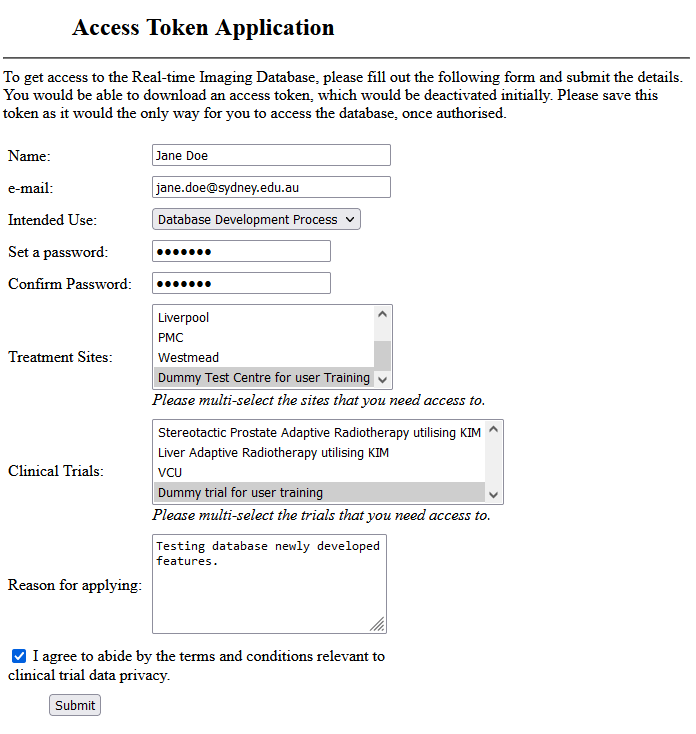 Access Token Application
To get access to the Real-time Imaging Database, please fill out the following form and submit the details.
You would be able to download an access token, which would be deactivated initially. Please save this
token as it would the only way for you to access the database, once authorised.
Name: Jane Doe
e-mail: jane.doe@sydney.edu.au
Intended Use: Database Development Process
Set a password: •••••••
Confirm Password: •••••••
Liverpool
PMC
Westmead
Treatment Sites:
Dummy Test Centre for user Training
Please multi-select the sites that you need access to.
Stereotactic Prostate Adaptive Radiotherapy utilising KIM
Liver Adaptive Radiotherapy utilising KIM
Clinical Trials: VCU
Dummy trial for user training
Please multi-select the trials that you need access to.
Testing database newly developed
features.
Reason for applying:
I agree to abide by the terms and conditions relevant to
clinical trial data privacy.
Submit